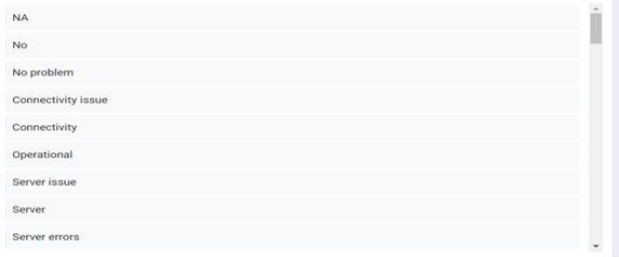 NA
No
No problem
Connectivity issue
Connectivity
Operational
Server issue
Server
Server errors